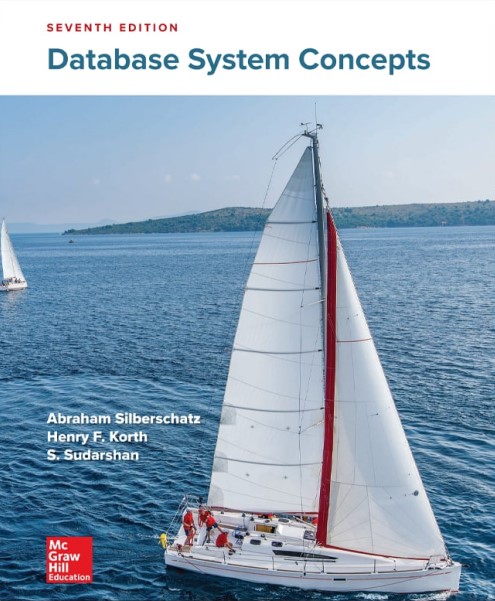 SEVENTH EDITION
Database System Concepts
Abraham Silberschatz
Henry F. Korth
S. Sudarshan
Mc
Graw
Hill
Education